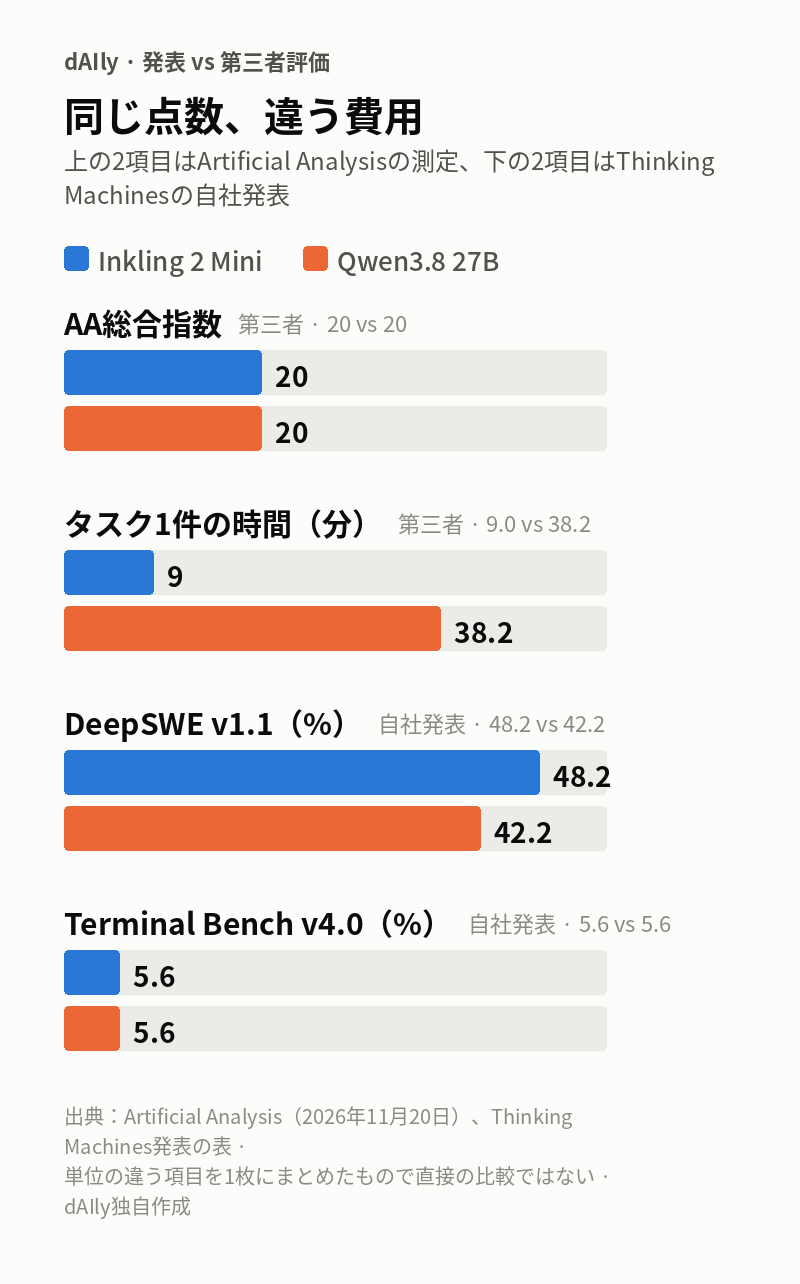 dAIly · 発表 vs 第三者評価
同じ点数、違う費用
上の2項目はArtificial Analysisの測定、下の2項目はThinking
Machinesの自社発表
Inkling 2 Mini
Qwen3.8 27B
AA総合指数 第三者 · 20 vs 20
20
20
タスク1件の時間（分） 第三者 · 9.0 vs 38.2
9
38.2
DeepSWE v1.1（%） 自社発表 · 48.2 vs 42.2
48.2
42.2
Terminal Bench v4.0（%） 自社発表 · 5.6 vs 5.6
5.6
5.6
出典：Artificial Analysis（2026年11月20日）、Thinking
Machines発表の表 ·
単位の違う項目を1枚にまとめたもので直接の比較ではない ·
dAIly独自作成